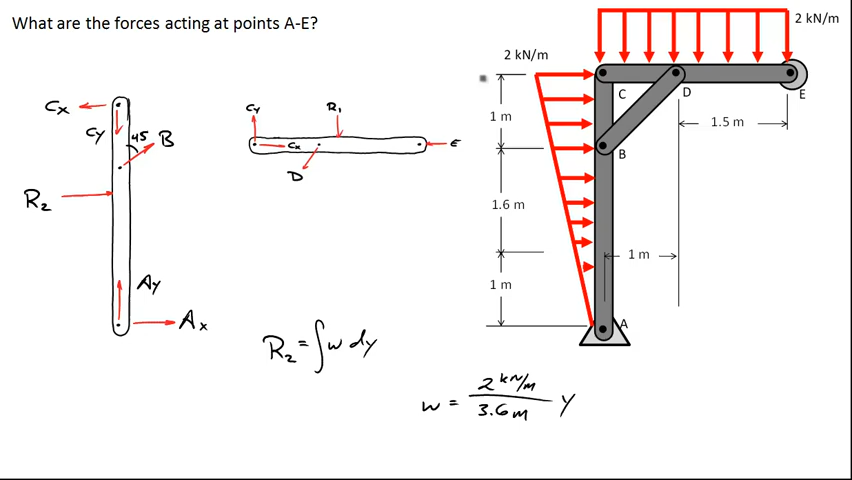 What are the forces acting at points A-E?
2 kN/m
2 kN/m
C
D
E
1 m
1.5 m
B
1.6 m
1 m
1 m
A
Cx
Cy
45
B
R2
Ay
Ax
Cy
R1
Cx
E
D
R2 = ∫ w dy
w = 2 kN/m / 3.6 m y